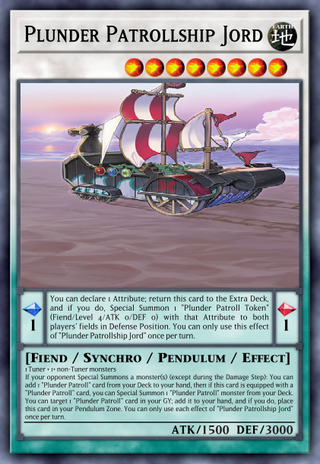 PLUNDER PATROLLSHIP JORD
EARTH
地
You can declare 1 Attribute; return this card to the Extra Deck,
and if you do, Special Summon 1 "Plunder Patroll Token"
(Fiend/Level 4/ATK 0/DEF 0) with that Attribute to both
players' fields in Defense Position. You can only use this effect
of "Plunder Patrollship Jord" once per turn.
1
1
[FIEND / SYNCHRO / PENDULUM / EFFECT]
1 Tuner + 1+ non-Tuner monsters
If your opponent Special Summons a monster(s) (except during the Damage Step): You can
add 1 "Plunder Patroll" card from your Deck to your hand, then if this card is equipped with a
"Plunder Patroll" card, you can Special Summon 1 "Plunder Patroll" monster from your Deck.
You can target 1 "Plunder Patroll" card in your GY; add it to your hand, and if you do, place
this card in your Pendulum Zone. You can only use each effect of "Plunder Patrollship Jord"
once per turn.
ATK/1500 DEF/3000